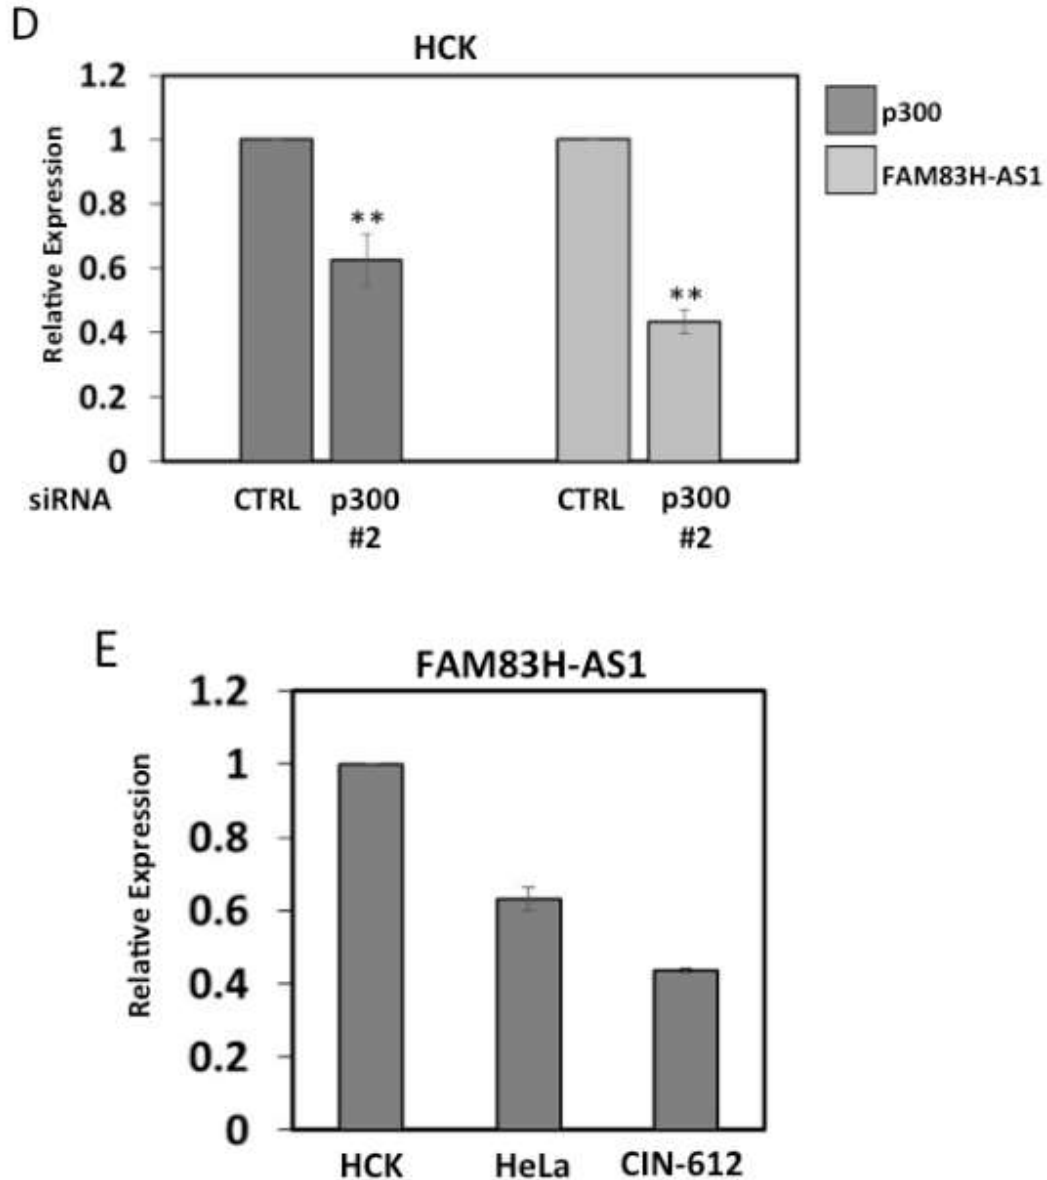 D
HCK
1.2
1
0.8
0.6
0.4
0.2
0
Relative Expression
**
**
p300
FAM83H-AS1
siRNA CTRL p300 CTRL p300
#2 #2
E
FAM83H-AS1
1.2
1
0.8
0.6
0.4
0.2
0
Relative Expression
HCK HeLa CIN-612